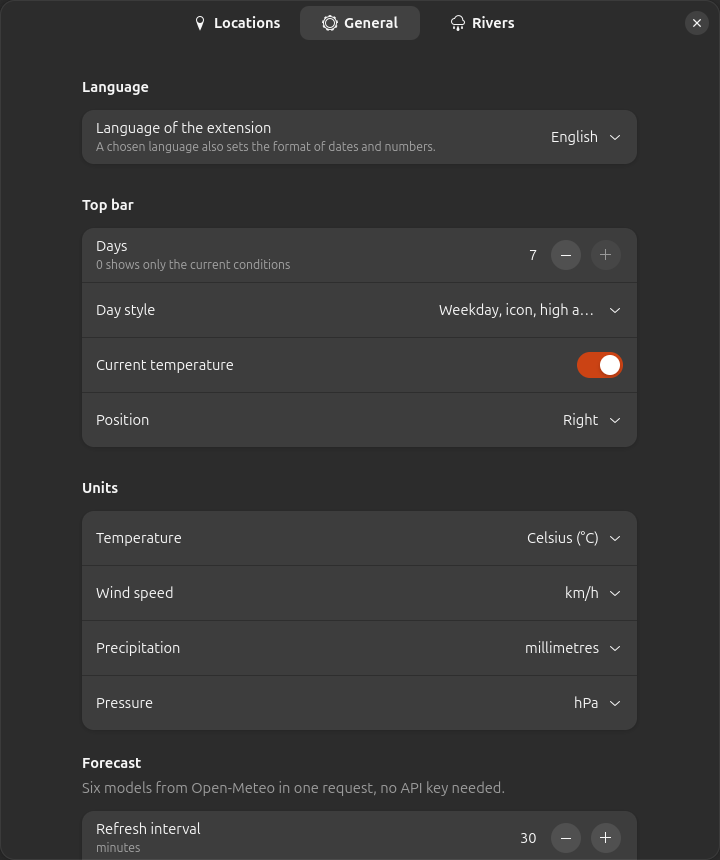 Locations
General
Rivers
Language
Language of the extension
English
A chosen language also sets the format of dates and numbers.
Top bar
Days
7
0 shows only the current conditions
Day style
Weekday, icon, high a...
Current temperature
Position
Right
Units
Temperature
Celsius (°C)
Wind speed
km/h
Precipitation
millimetres
Pressure
hPa
Forecast
Six models from Open-Meteo in one request, no API key needed.
Refresh interval
30
minutes